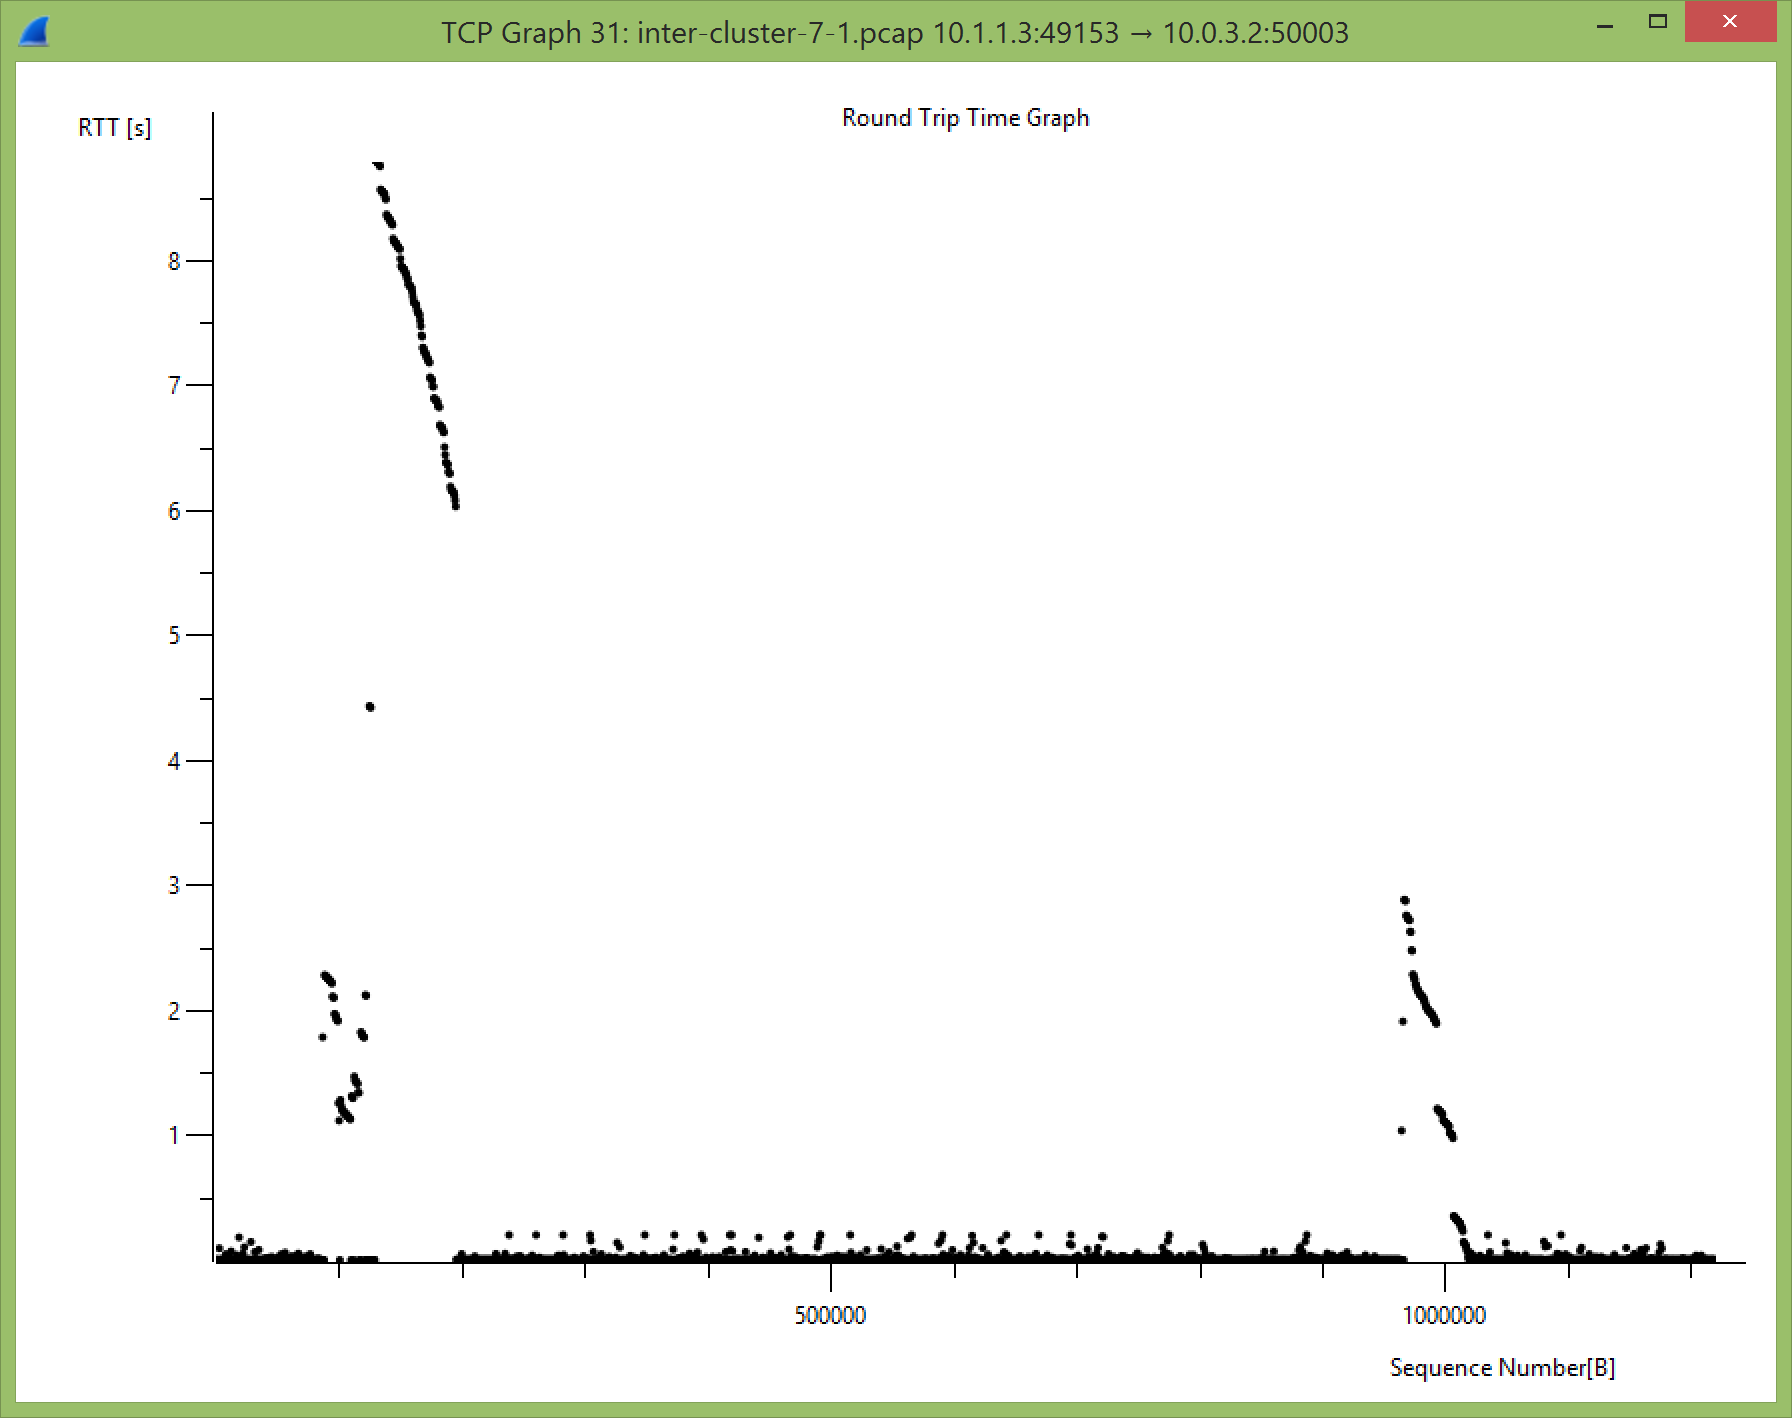 TCP Graph 31: inter-cluster-7-1.pcap 10.1.1.3:49153 → 10.0.3.2:50003
Round Trip Time Graph
RTT [s]
8
7
6
5
4
3
2
1
500000 1000000
Sequence Number[B]